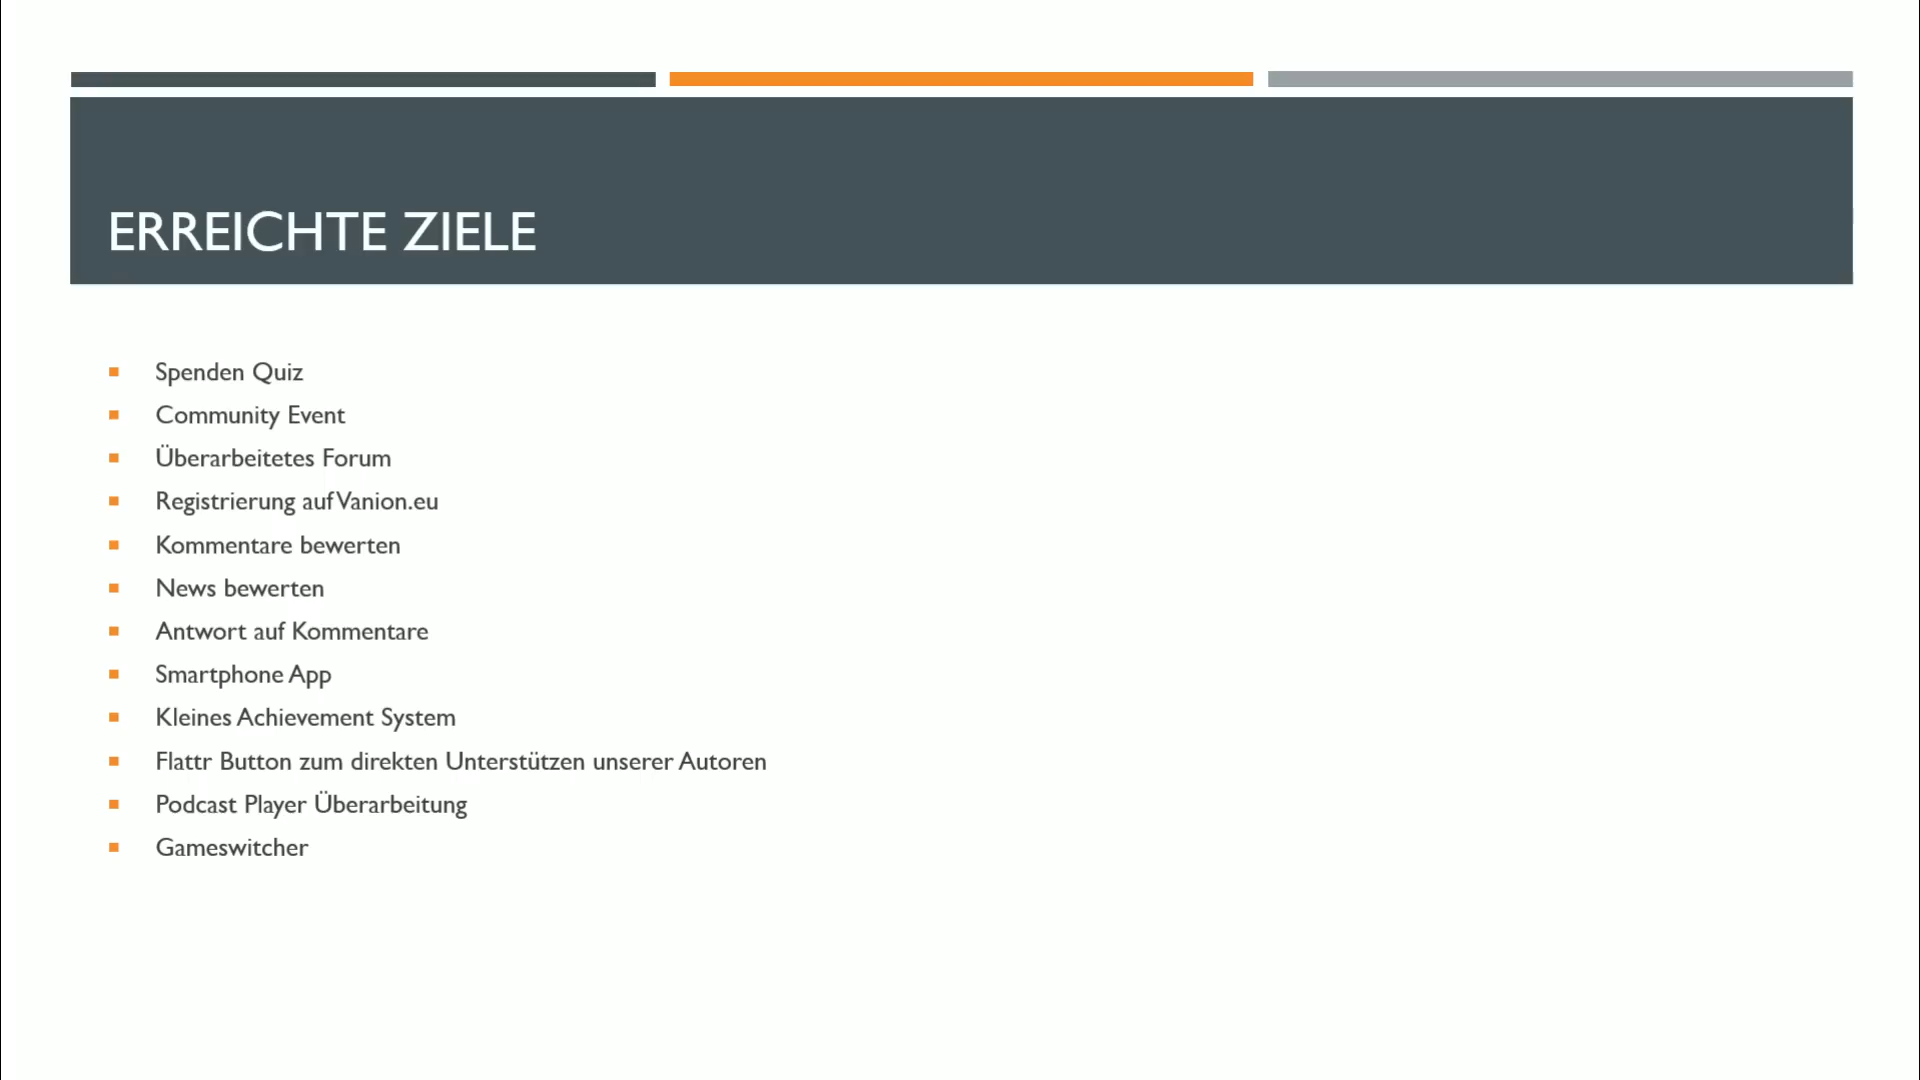 ERREICHTE ZIELE
Spenden Quiz
Community Event
Überarbeitetes Forum
Registrierung auf Vanion.eu
Kommentare bewerten
News bewerten
Antwort auf Kommentare
Smartphone App
Kleines Achievement System
Flattr Button zum direkten Unterstützen unserer Autoren
Podcast Player Überarbeitung
Gameswitcher